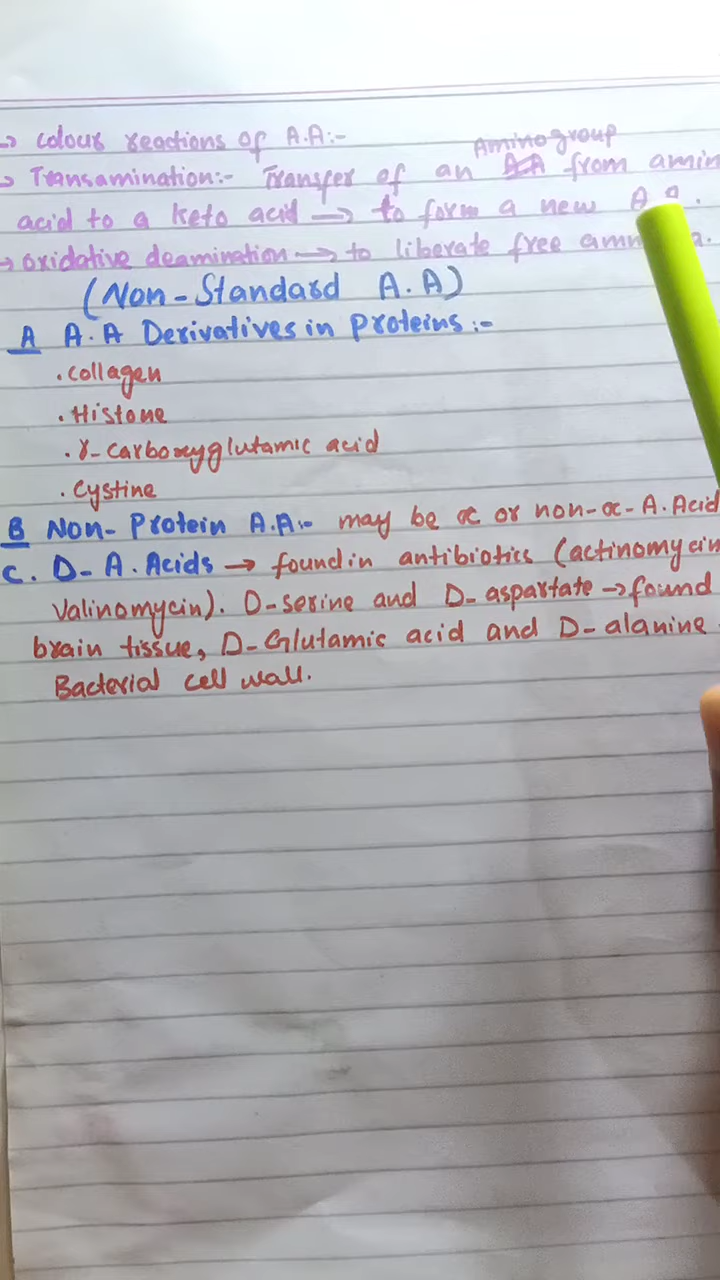 → Colour reactions of A.A:-
Amino group
→ Transamination:- Transfer of an AA from amin
acid to a keto acid → to form a new A.A.
→ oxidative deamination → to liberate free
(Non-Standard A.A)
A A.A Derivatives in Proteins:-
. Collagen
. Histone
. γ-carboxyglutamic acid
. Cystine
B Non-Protein A.A:- may be α or non-α-A.Acid
C. D-A.Acids → found in antibiotics (actinomycin
Valinomycin). D-serine and D-aspartate → found
brain tissue, D-Glutamic acid and D-alanine
Bacterial cell wall.